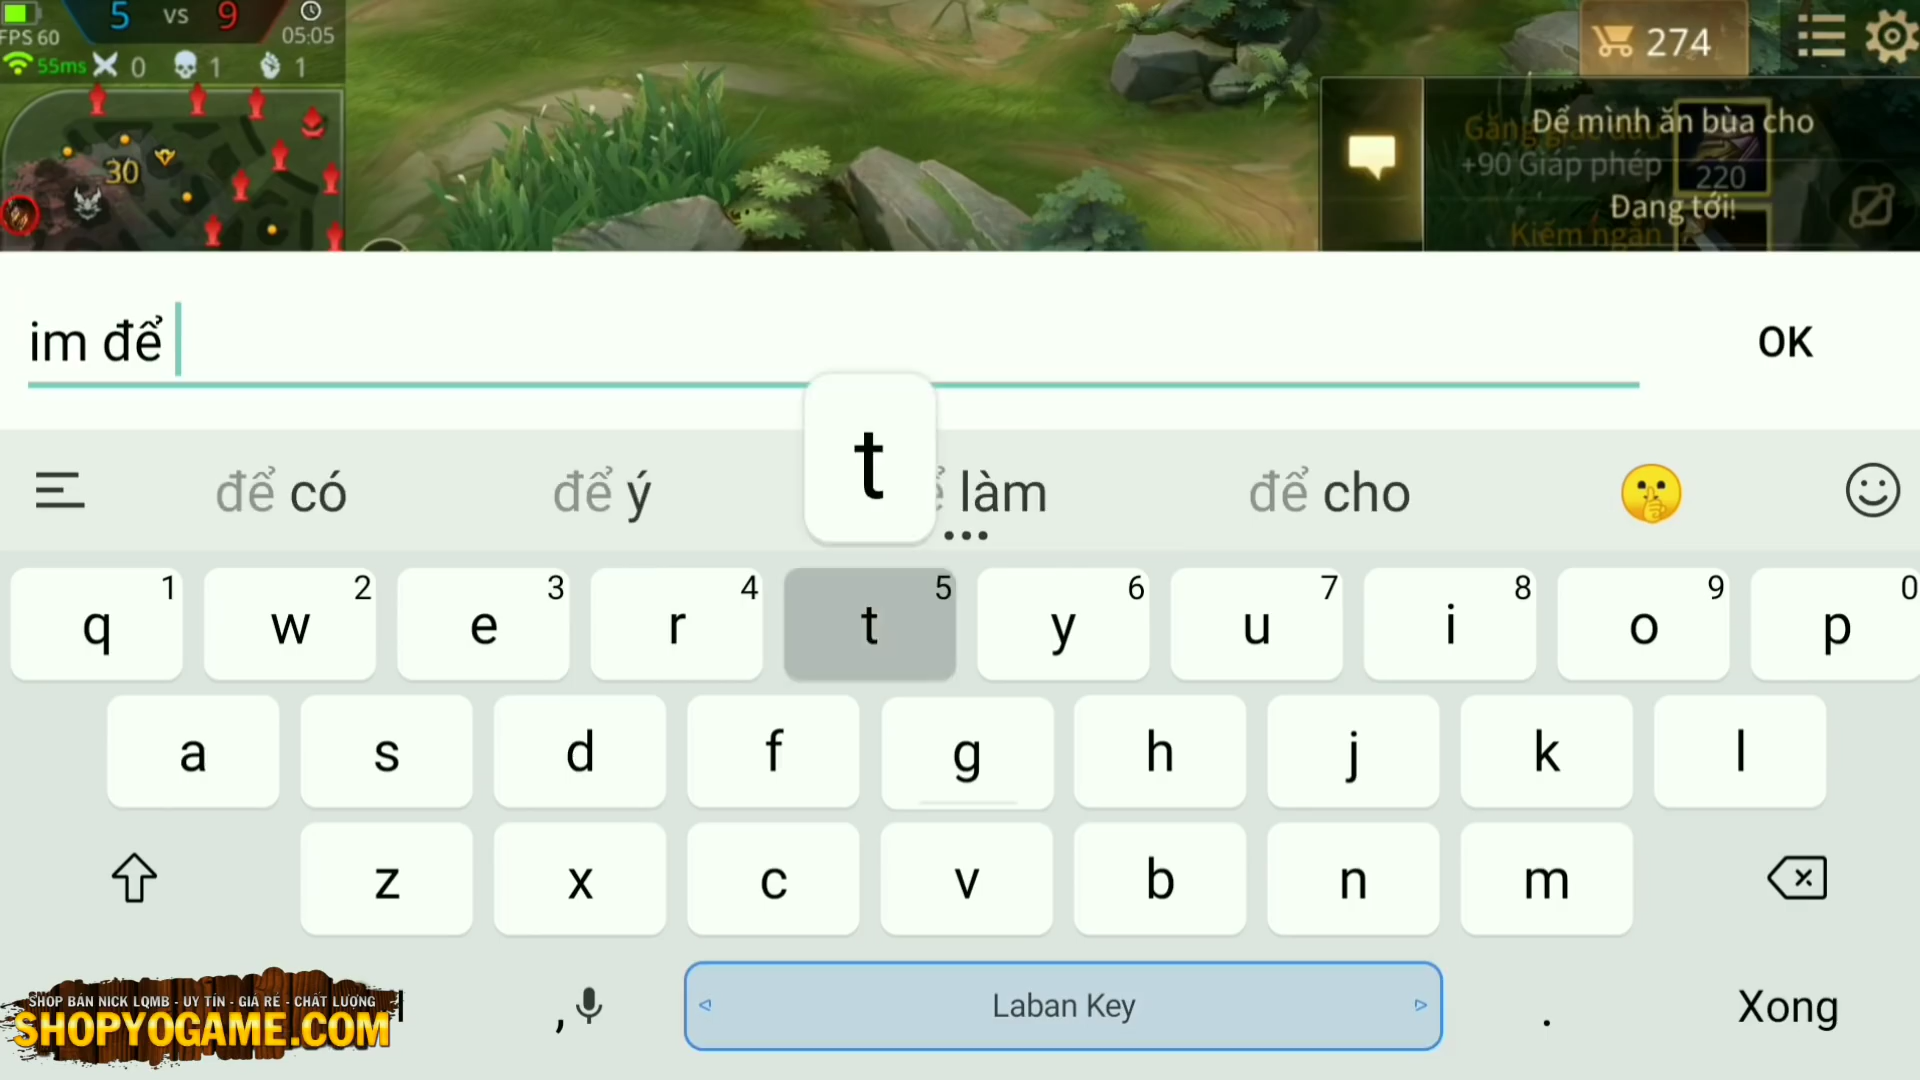 5 vs 9
FPS 60
05:05
55ms 0 1 1
30
274
Để mình ăn bùa cho
+90 Giáp phép
220
Đang tới!
Kiếm ngắn
im để
OK
t
để có để ý làm để cho
q 1 w 2 e 3 r 4 t 5 y 6 u 7 i 8 o 9 p 0
a s d f g h j k l
z x c v b n m
, Laban Key . Xong
SHOP BÁN NICK LQMB - UY TÍN - GIÁ RẺ - CHẤT LƯỢNG
SHOPYOGAME.COM